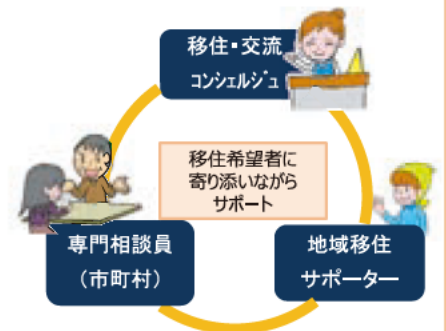 移住・交流
コンシェルジュ
移住希望者に
寄り添いながら
サポート
専門相談員
（市町村）
地域移住
サポーター